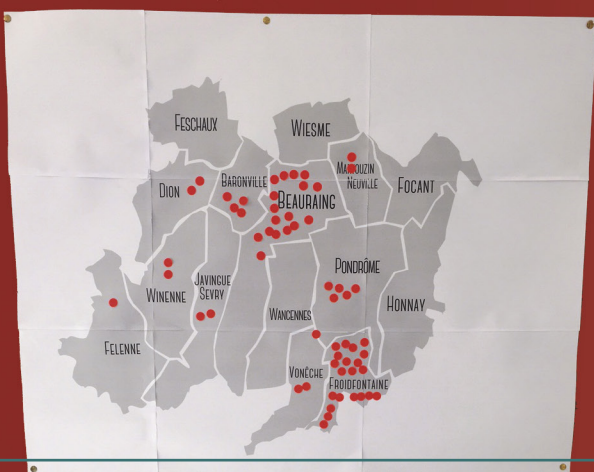 FESCHAUX
WIESME
MARTOUZIN
NEUVILLE
DION
BARONVILLE
BEAURAING
FOCANT
PONDRÔME
WINENNE
JAVINGUE
SEVRY
HONNAY
WANCENNES
FELENNE
VONÊCHE
FROIDFONTAINE